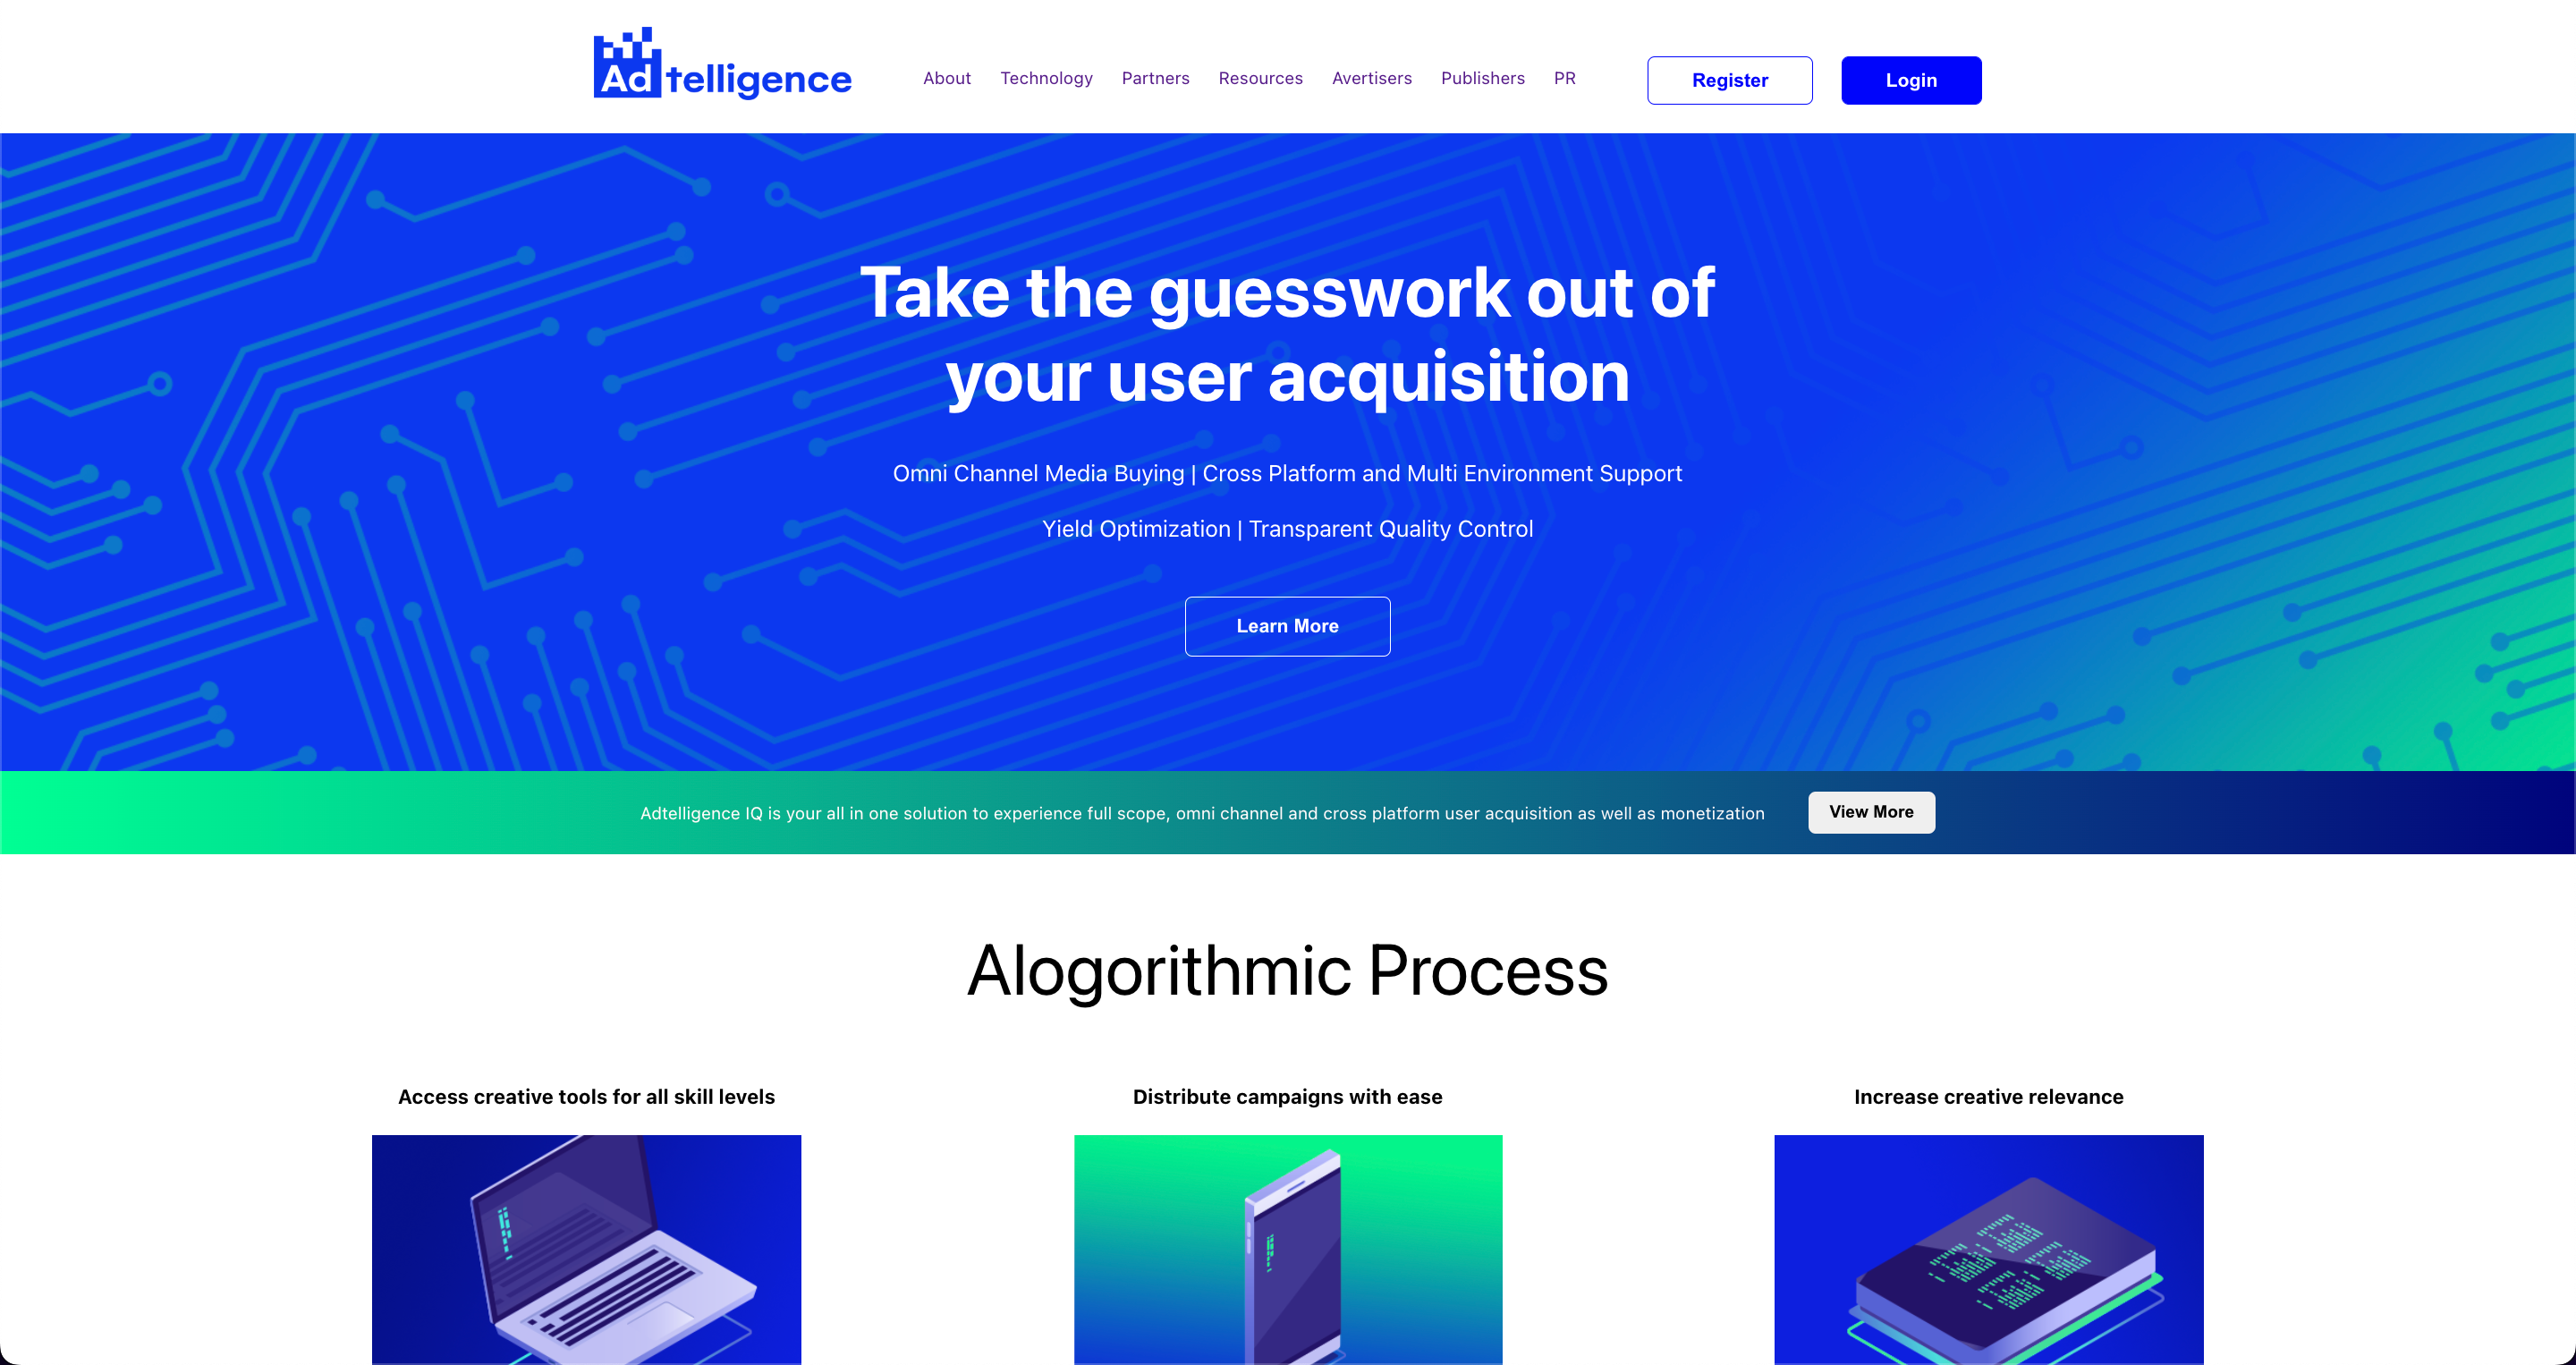 Adtelligence
About Technology Partners Resources Avertisers Publishers PR Register Login
Take the guesswork out of
your user acquisition
Omni Channel Media Buying | Cross Platform and Multi Environment Support
Yield Optimization | Transparent Quality Control
Learn More
Adtelligence IQ is your all in one solution to experience full scope, omni channel and cross platform user acquisition as well as monetization View More
Alogorithmic Process
Access creative tools for all skill levels
Distribute campaigns with ease
Increase creative relevance